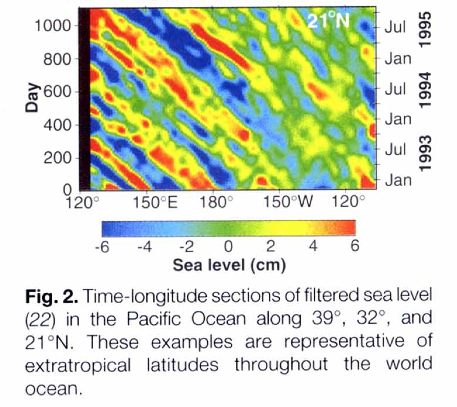 21°N
1000
800
600
400
200
0
Day
Jul
Jan
Jul
Jan
Jul
Jan
1995
1994
1993
120° 150°E 180° 150°W 120°
-6 -4 -2 0 2 4 6
Sea level (cm)
Fig. 2. Time-longitude sections of filtered sea level
(22) in the Pacific Ocean along 39°, 32°, and
21°N. These examples are representative of
extratropical latitudes throughout the world
ocean.